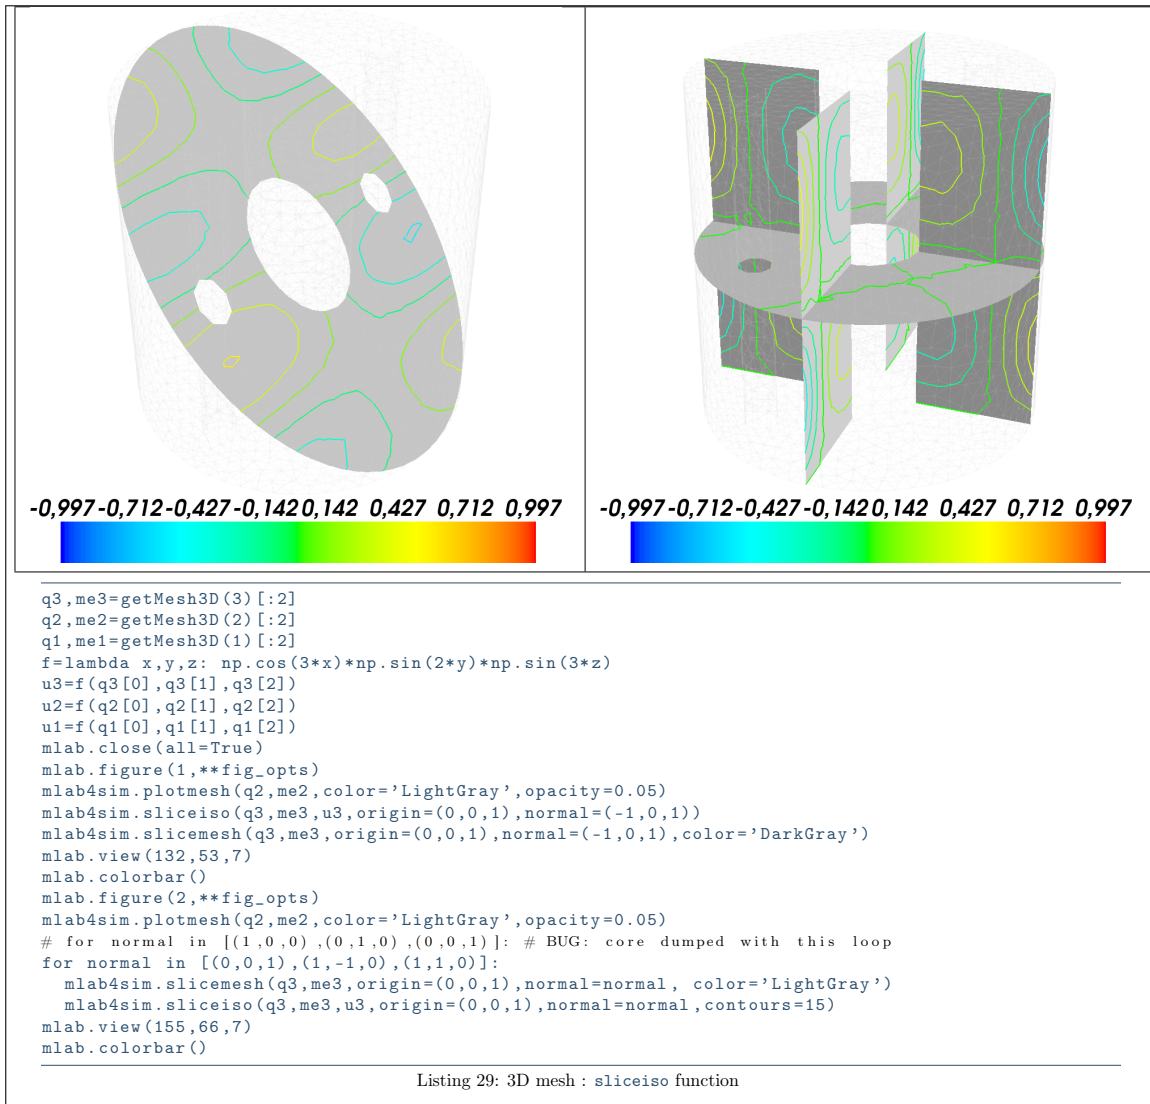 -0,997 -0,712 -0,427 -0,142 0,142 0,427 0,712 0,997
-0,997 -0,712 -0,427 -0,142 0,142 0,427 0,712 0,997
q3,me3=getMesh3D(3)[:2]
q2,me2=getMesh3D(2)[:2]
q1,me1=getMesh3D(1)[:2]
f=lambda x,y,z: np.cos(3*x)*np.sin(2*y)*np.sin(3*z)
u3=f(q3[0],q3[1],q3[2])
u2=f(q2[0],q2[1],q2[2])
u1=f(q1[0],q1[1],q1[2])
mlab.close(all=True)
mlab.figure(1,**fig_opts)
mlab4sim.plotmesh(q2,me2,color='LightGray',opacity=0.05)
mlab4sim.sliceiso(q3,me3,u3,origin=(0,0,1),normal=(-1,0,1))
mlab4sim.slicemesh(q3,me3,origin=(0,0,1),normal=(-1,0,1),color='DarkGray')
mlab.view(132,53,7)
mlab.colorbar()
mlab.figure(2,**fig_opts)
mlab4sim.plotmesh(q2,me2,color='LightGray',opacity=0.05)
# for normal in [(1,0,0),(0,1,0),(0,0,1)]: # BUG: core dumped with this loop
for normal in [(0,0,1),(1,-1,0),(1,1,0)]:
  mlab4sim.slicemesh(q3,me3,origin=(0,0,1),normal=normal, color='LightGray')
  mlab4sim.sliceiso(q3,me3,u3,origin=(0,0,1),normal=normal,contours=15)
mlab.view(155,66,7)
mlab.colorbar()
Listing 29: 3D mesh : sliceiso function